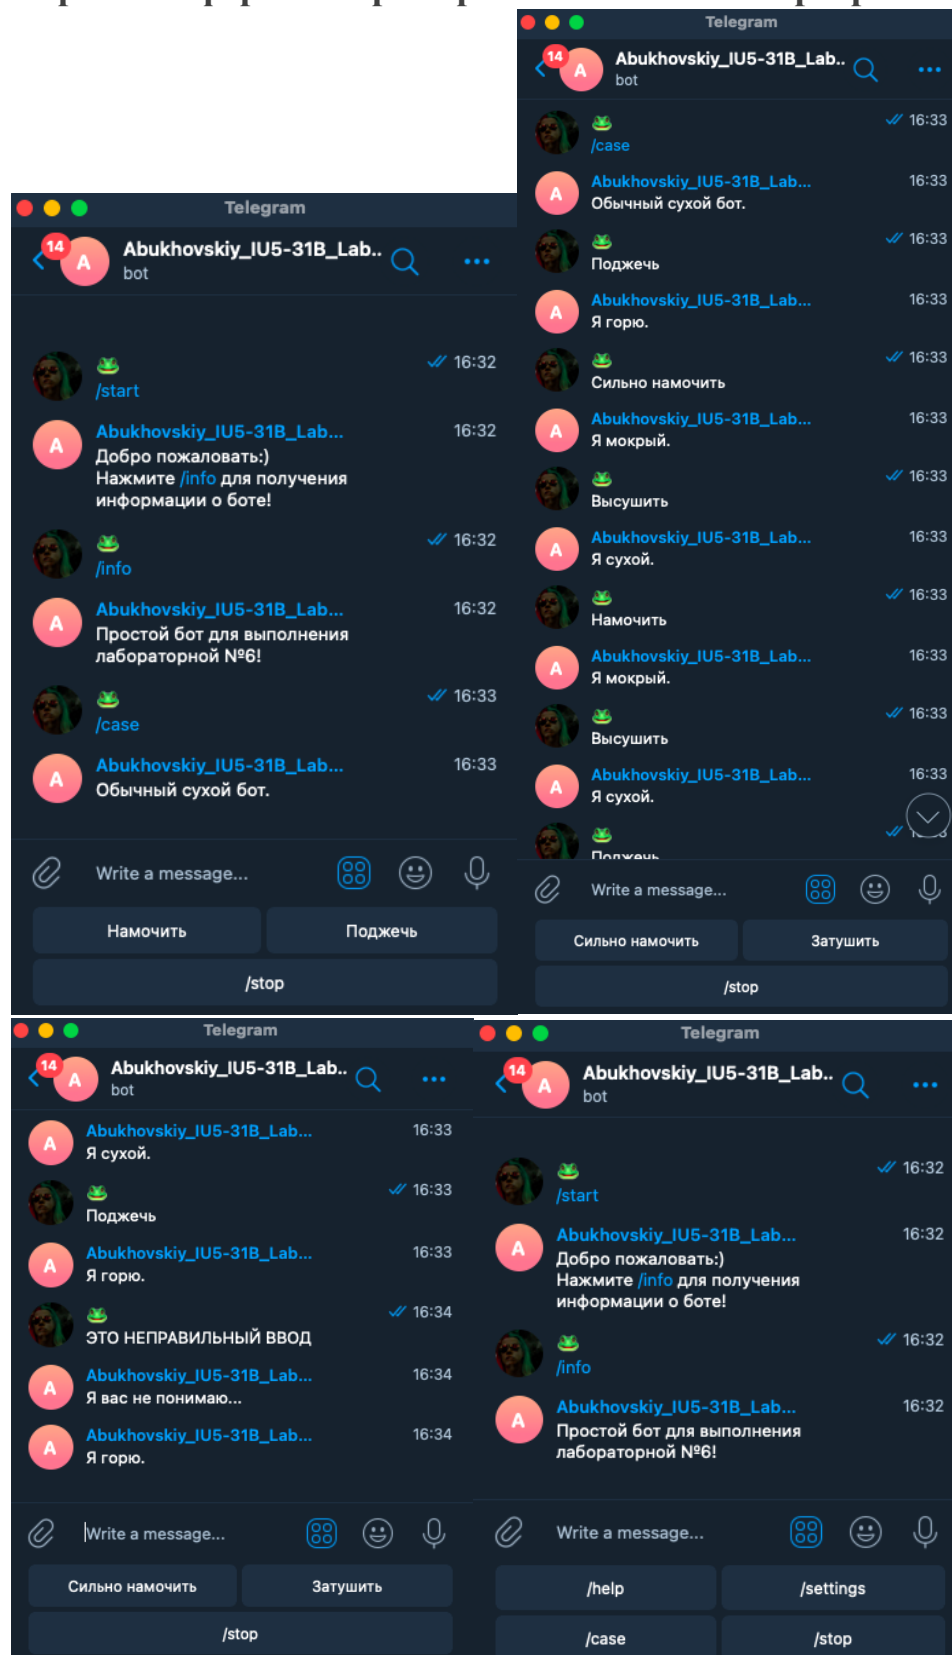 Telegram
14
A
Abukhovskiy_IU5-31B_Lab..
bot
/start
16:32
A
Abukhovskiy_IU5-31B_Lab...
16:32
Добро пожаловать:)
Нажмите /info для получения
информации о боте!
16:32
/info
A
Abukhovskiy_IU5-31B_Lab...
16:32
Простой бот для выполнения
лабораторной №6!
16:33
/case
A
Abukhovskiy_IU5-31B_Lab...
16:33
Обычный сухой бот.
Write a message...
Намочить
Поджечь
/stop
Telegram
14
A
Abukhovskiy_IU5-31B_Lab..
bot
16:33
/case
A
Abukhovskiy_IU5-31B_Lab...
16:33
Обычный сухой бот.
16:33
Поджечь
A
Abukhovskiy_IU5-31B_Lab...
16:33
Я горю.
16:33
Сильно намочить
A
Abukhovskiy_IU5-31B_Lab...
16:33
Я мокрый.
16:33
Высушить
A
Abukhovskiy_IU5-31B_Lab...
16:33
Я сухой.
16:33
Намочить
A
Abukhovskiy_IU5-31B_Lab...
16:33
Я мокрый.
16:33
Высушить
A
Abukhovskiy_IU5-31B_Lab...
16:33
Я сухой.
Поджечь
Write a message...
Сильно намочить
Затушить
/stop
Telegram
14
A
Abukhovskiy_IU5-31B_Lab..
bot
A
Abukhovskiy_IU5-31B_Lab...
16:33
Я сухой.
16:33
Поджечь
A
Abukhovskiy_IU5-31B_Lab...
16:33
Я горю.
16:34
ЭТО НЕПРАВИЛЬНЫЙ ВВОД
A
Abukhovskiy_IU5-31B_Lab...
16:34
Я вас не понимаю...
A
Abukhovskiy_IU5-31B_Lab...
16:34
Я горю.
Write a message...
Сильно намочить
Затушить
/stop
Telegram
14
A
Abukhovskiy_IU5-31B_Lab..
bot
16:32
/start
A
Abukhovskiy_IU5-31B_Lab...
16:32
Добро пожаловать:)
Нажмите /info для получения
информации о боте!
16:32
/info
A
Abukhovskiy_IU5-31B_Lab...
16:32
Простой бот для выполнения
лабораторной №6!
Write a message...
/help
/settings
/case
/stop